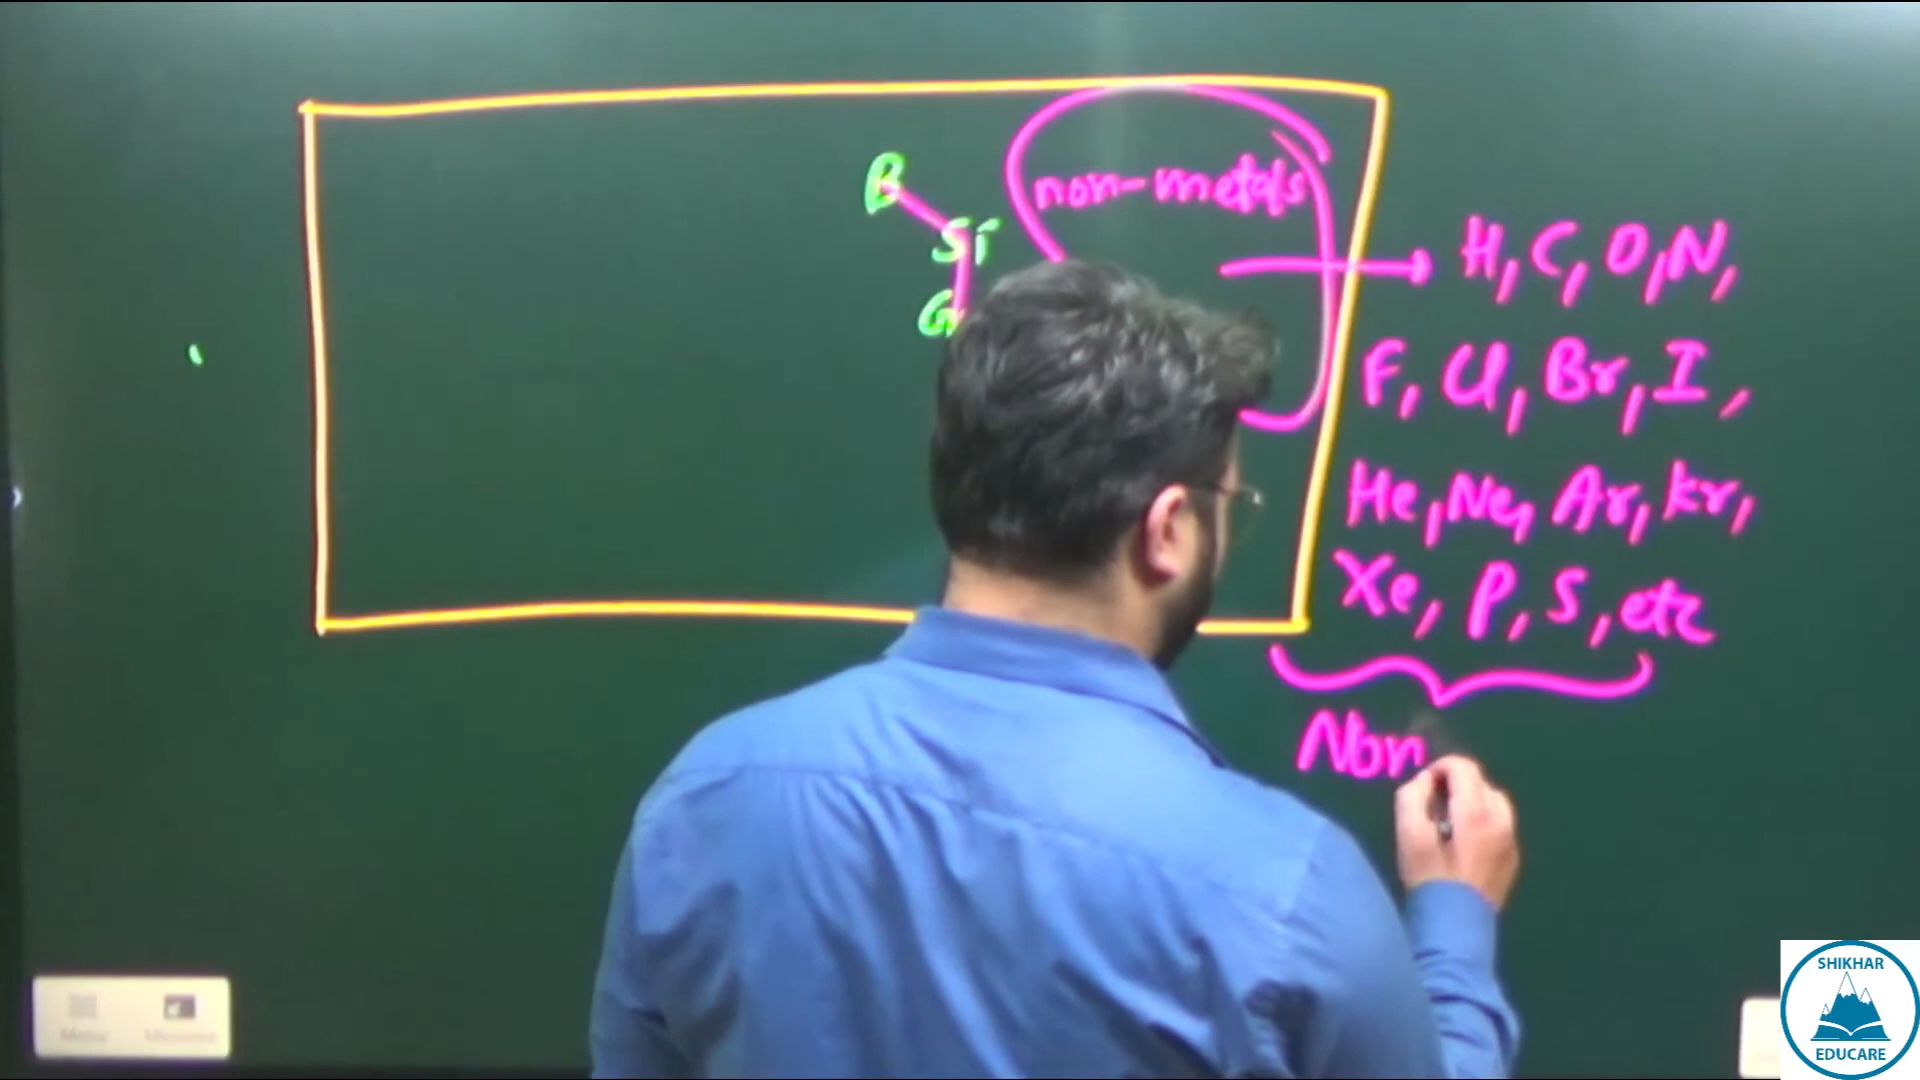 B
Si
G
non-metals
H, C, O, N,
F, Cl, Br, I,
He, Ne, Ar, Kr,
Xe, P, S, etc
Non
SHIKHAR
EDUCARE